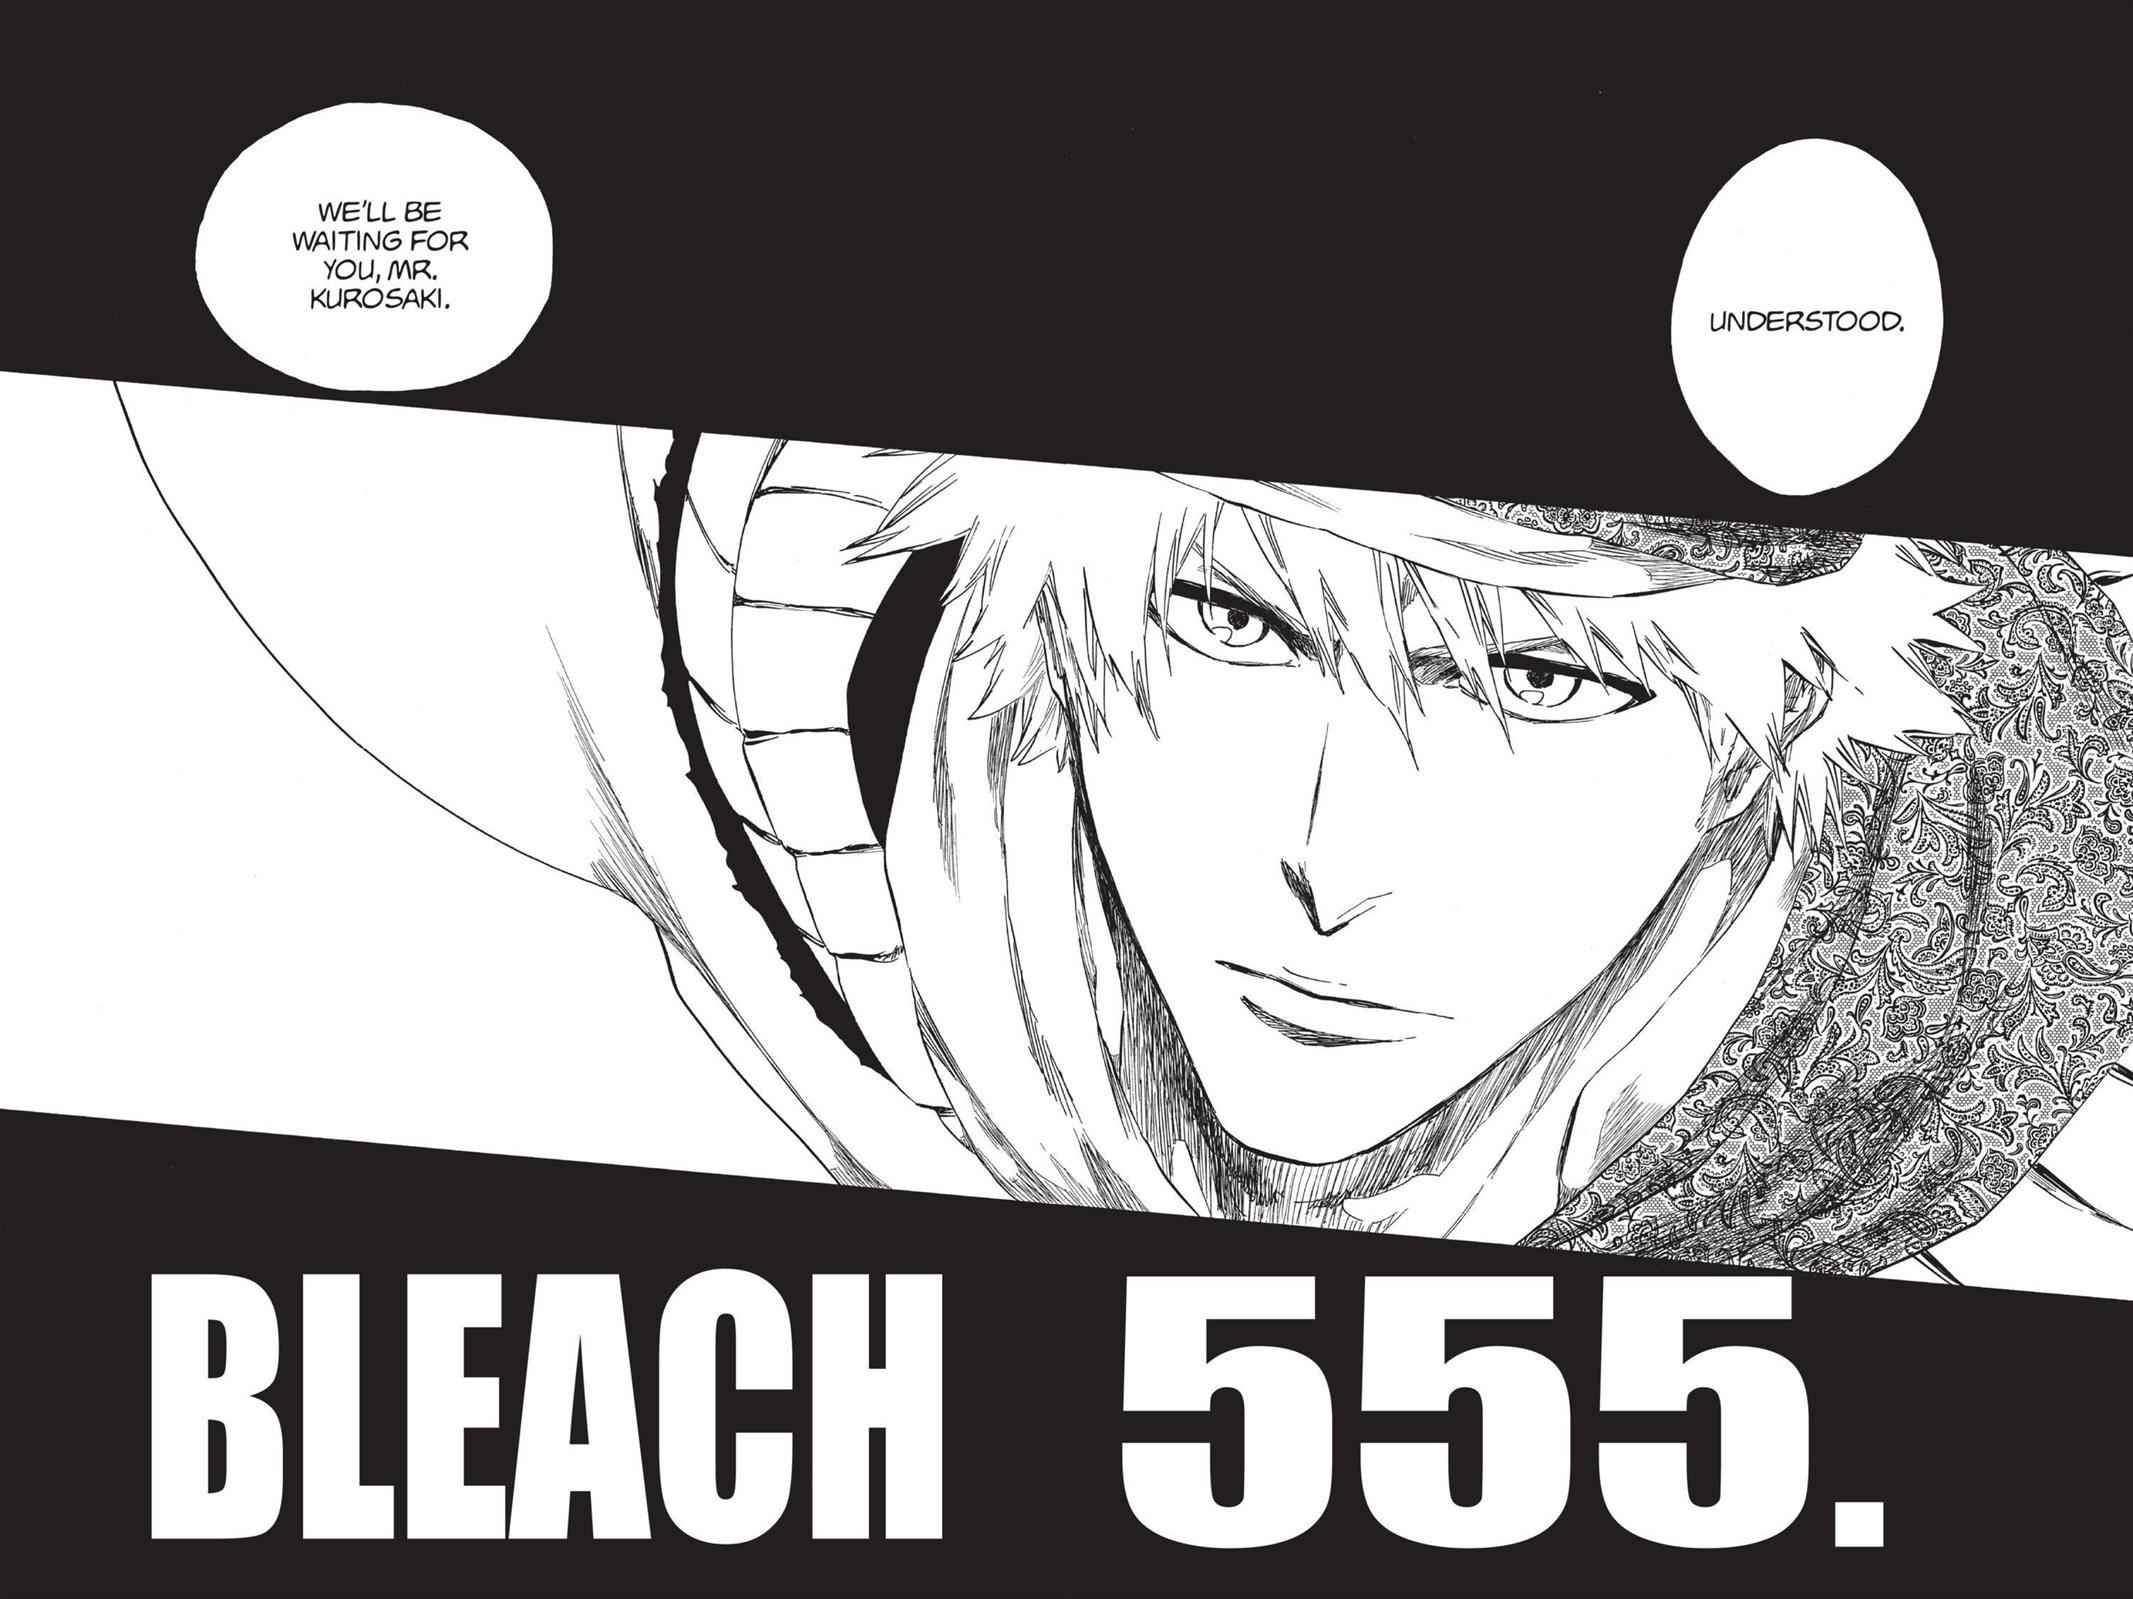 UNDERSTOOD.
WE'LL BE
WAITING FOR
YOU, MR.
KUROSAKI.
BLEACH 555.